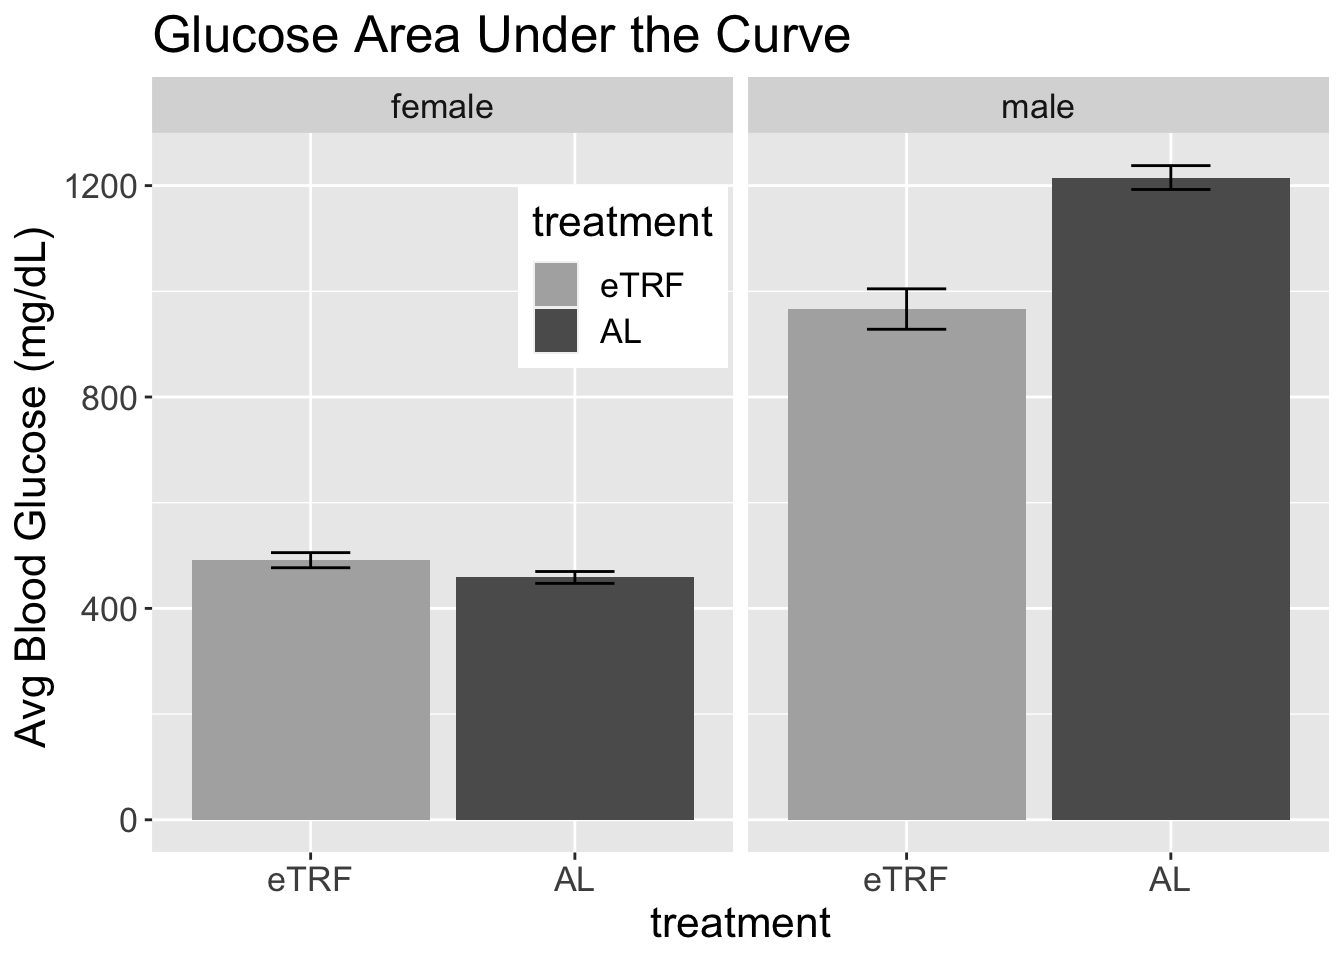 Glucose Area Under the Curve
female
male
Avg Blood Glucose (mg/dL)
1200
800
400
0
treatment
eTRF
AL
eTRF
AL
eTRF
AL
treatment